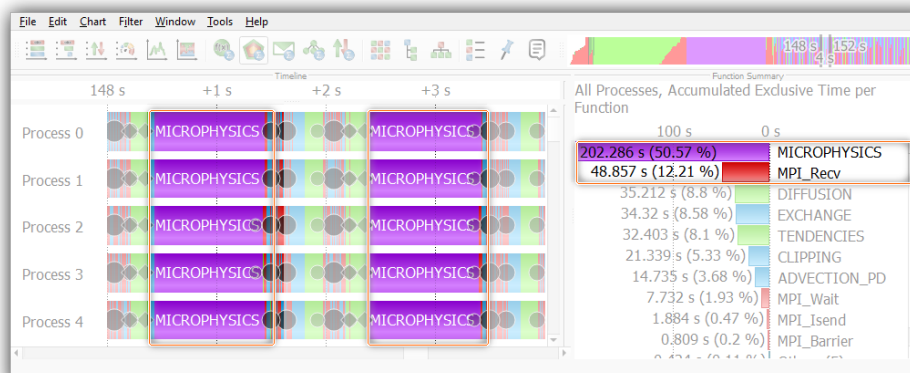 File Edit Chart Filter Window Tools Help
148 s 152 s
4 s
Timeline
148 s +1 s +2 s +3 s
Process 0 MICROPHYSICS MICROPHYSICS
Process 1 MICROPHYSICS MICROPHYSICS
Process 2 MICROPHYSICS MICROPHYSICS
Process 3 MICROPHYSICS MICROPHYSICS
Process 4 MICROPHYSICS MICROPHYSICS
Function Summary
All Processes, Accumulated Exclusive Time per
Function
100 s 0 s
202.286 s (50.57 %) MICROPHYSICS
48.857 s (12.21 %) MPI_Recv
35.212 s (8.8 %) DIFFUSION
34.32 s (8.58 %) EXCHANGE
32.403 s (8.1 %) TENDENCIES
21.339 s (5.33 %) CLIPPING
14.735 s (3.68 %) ADVECTION_PD
7.732 s (1.93 %) MPI_Wait
1.884 s (0.47 %) MPI_Isend
0.809 s (0.2 %) MPI_Barrier